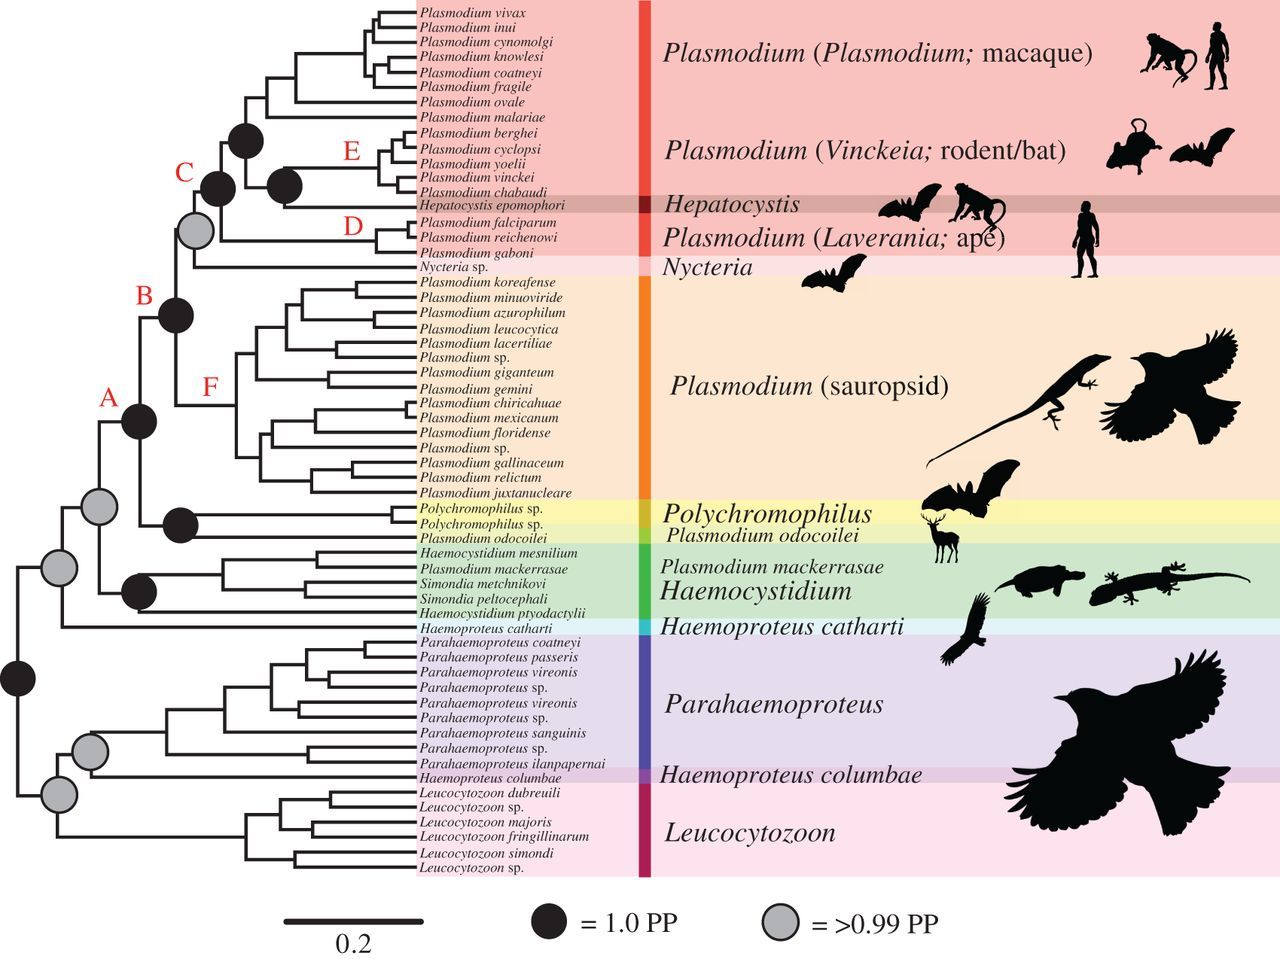 Plasmodium vivax
Plasmodium inui
Plasmodium cynomolgi
Plasmodium knowlesi
Plasmodium coatneyi
Plasmodium fragile
Plasmodium ovale
Plasmodium malariae
Plasmodium berghei
Plasmodium cyclopsi
Plasmodium yoelii
Plasmodium vinckei
Plasmodium chabaudi
Hepatocystis epomophori
Plasmodium falciparum
Plasmodium reichenowi
Plasmodium gaboni
Nycteria sp.
Plasmodium koreafense
Plasmodium minuoviride
Plasmodium azurophilum
Plasmodium leucocytica
Plasmodium lacertiliae
Plasmodium sp.
Plasmodium giganteum
Plasmodium gemini
Plasmodium chiricahuae
Plasmodium mexicanum
Plasmodium floridense
Plasmodium sp.
Plasmodium gallinaceum
Plasmodium relictum
Plasmodium juxtanucleare
Polychromophilus sp.
Polychromophilus sp.
Plasmodium odocoilei
Haemocystidium mesnilium
Plasmodium mackerrasae
Simondia metchnikovi
Simondia peltocephali
Haemocystidium ptyodactylii
Haemoproteus catharti
Parahaemoproteus coatneyi
Parahaemoproteus passeris
Parahaemoproteus vireonis
Parahaemoproteus sp.
Parahaemoproteus vireonis
Parahaemoproteus sp.
Parahaemoproteus sanguinis
Parahaemoproteus sp.
Parahaemoproteus ilanpapernai
Haemoproteus columbae
Leucocytozoon dubreuili
Leucocytozoon sp.
Leucocytozoon majoris
Leucocytozoon fringillinarum
Leucocytozoon simondi
Leucocytozoon sp.
E
C
D
B
F
A
Plasmodium (Plasmodium; macaque)
Plasmodium (Vinckeia; rodent/bat)
Hepatocystis
Plasmodium (Laverania; ape)
Nycteria
Plasmodium (sauropsid)
Polychromophilus
Plasmodium odocoilei
Plasmodium mackerrasae
Haemocystidium
Haemoproteus catharti
Parahaemoproteus
Haemoproteus columbae
Leucocytozoon
0.2
= 1.0 PP
= >0.99 PP